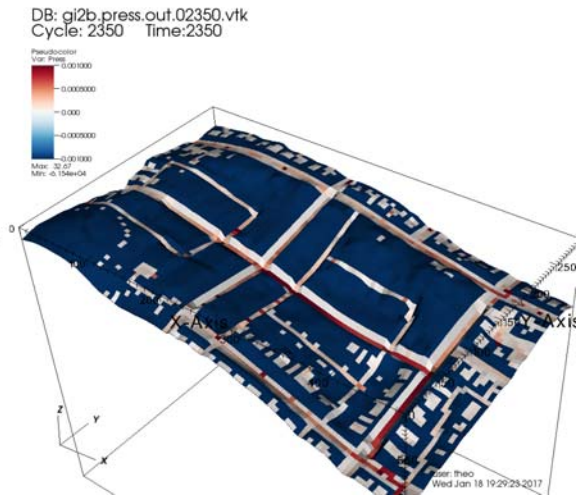 DB: gi2b.press.out.02350.vtk
Cycle: 2350 Time:2350
Pseudocolor
Var: Press
0.001000
0.0005000
0.000
-0.0005000
-0.001000
Max: 32.67
Min: -6.154e+04
0
250
200
X-Axis
Y-Axis
Z
Y
X
user: fheo
Wed Jan 18 19:29:23 2017